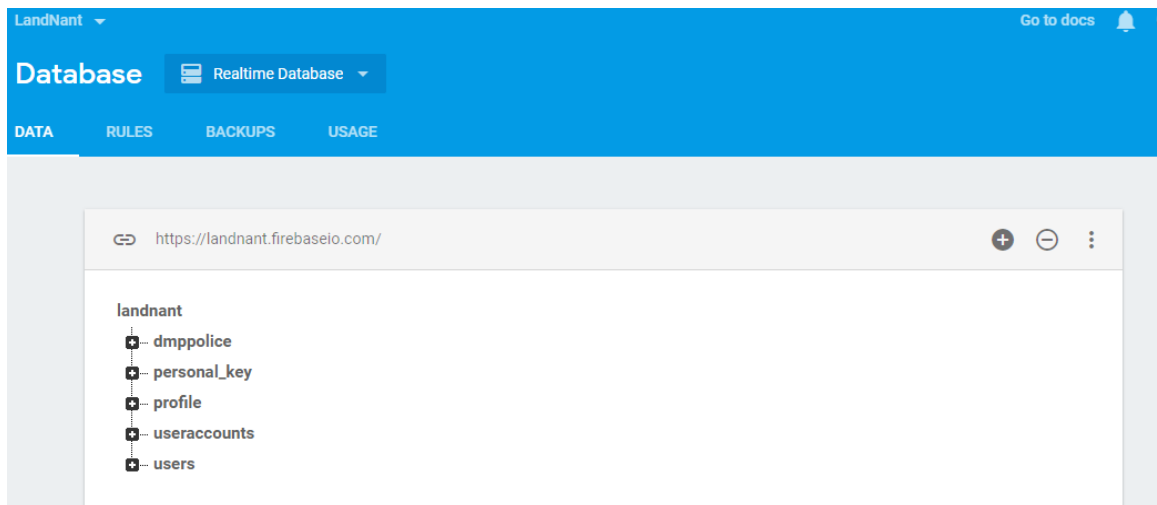 LandNant Go to docs
Database Realtime Database
DATA RULES BACKUPS USAGE
https://landnant.firebaseio.com/
landnant
dmppolice
personal_key
profile
useraccounts
users